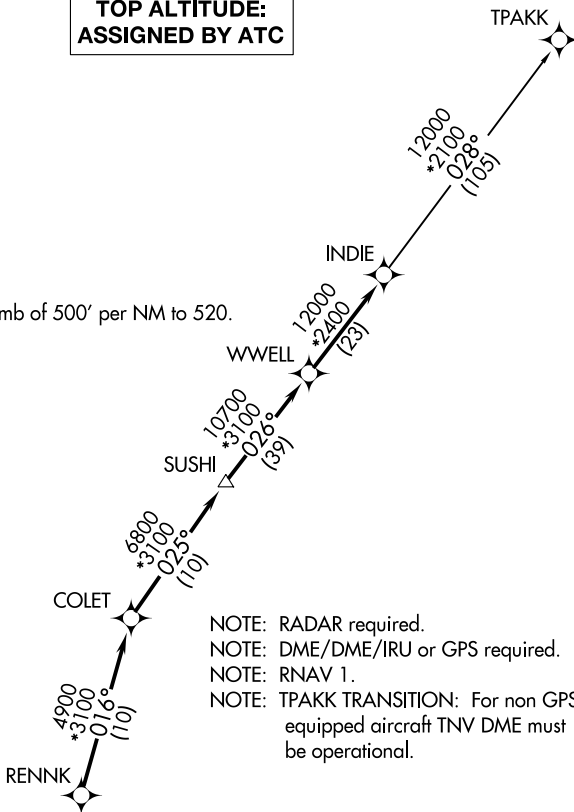 TOP ALTITUDE:
ASSIGNED BY ATC
TPAKK
12000
*2100
028°
(105)
INDIE
mb of 500' per NM to 520.
12000
*2400
(23)
WWELL
10700
*3100
026°
(39)
SUSHI
6800
*3100
025°
(10)
COLET
NOTE: RADAR required.
NOTE: DME/DME/IRU or GPS required.
NOTE: RNAV 1.
NOTE: TPAKK TRANSITION: For non GPS
equipped aircraft TNV DME must
be operational.
4900
*3100
016°
(10)
RENNK